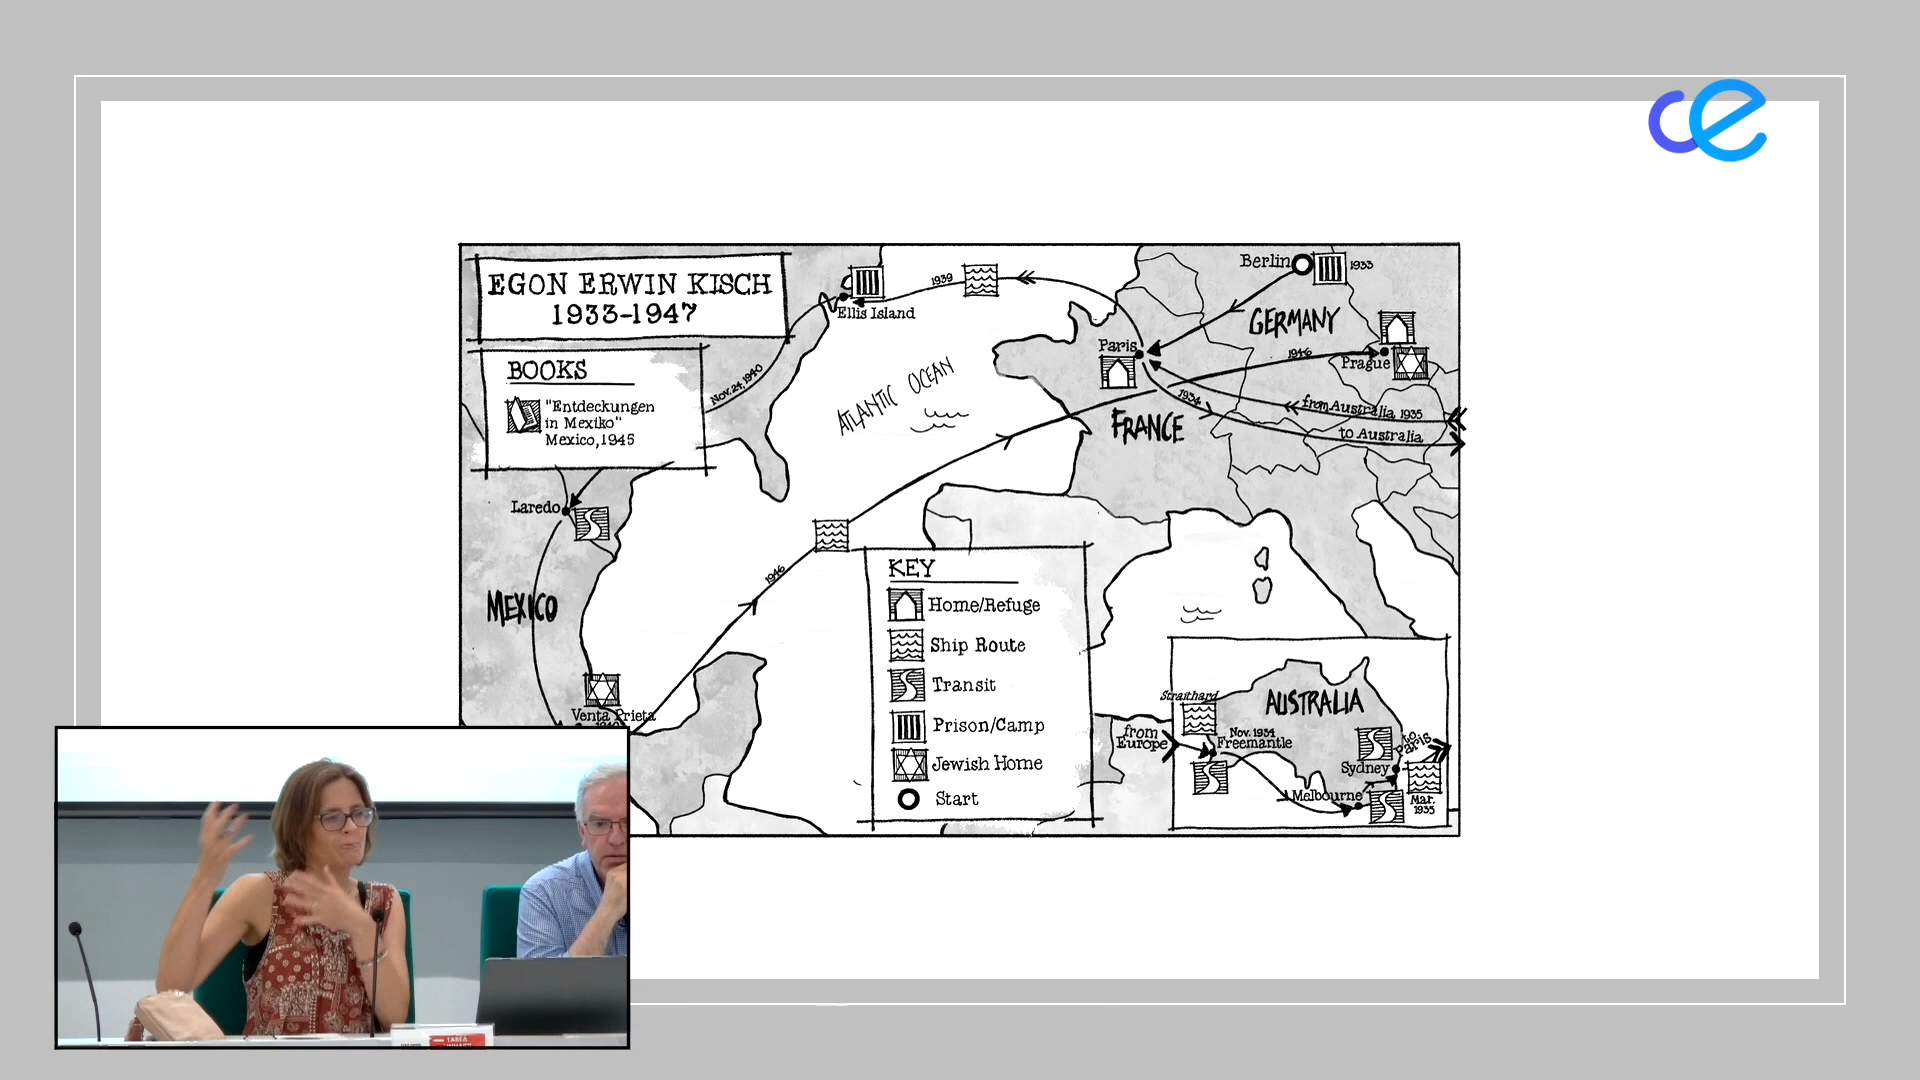 ce
EGON ERWIN KISCH
1933-1947
BOOKS
"Entdeckungen
in Mexiko"
Mexico, 1945
Nov. 24, 1940
Ellis Island
1939
ATLANTIC OCEAN
Berlin
1933
GERMANY
Paris
1946
Prague
1934
from Australia, 1935
to Australia
FRANCE
Laredo
MEXICO
1946
Venta Prieta
KEY
Home/Refuge
Ship Route
Transit
Prison/Camp
Jewish Home
Start
Straithard
AUSTRALIA
from
Europe
Nov. 1934
Freemantle
to
Paris
Sydney
Melbourne
Mar.
1935